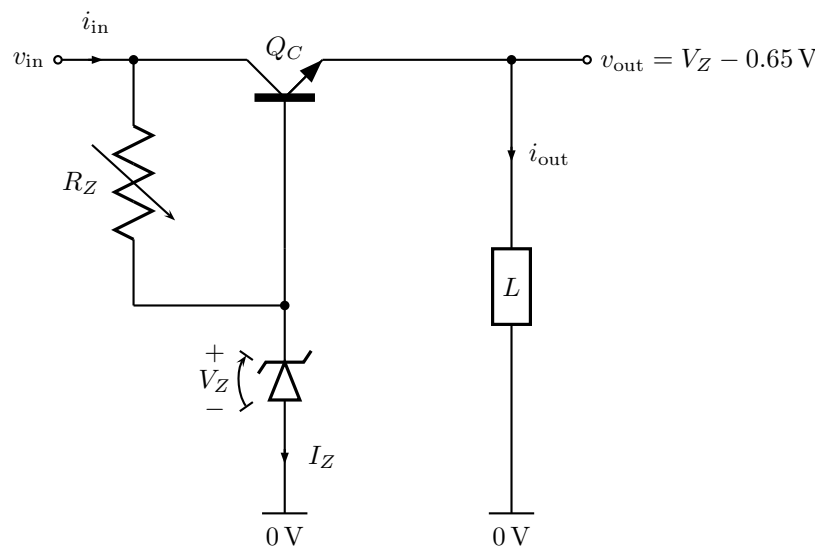 i_in
v_in
Q_C
v_out = V_Z − 0.65 V
R_Z
i_out
L
+
V_Z
−
I_Z
0 V
0 V